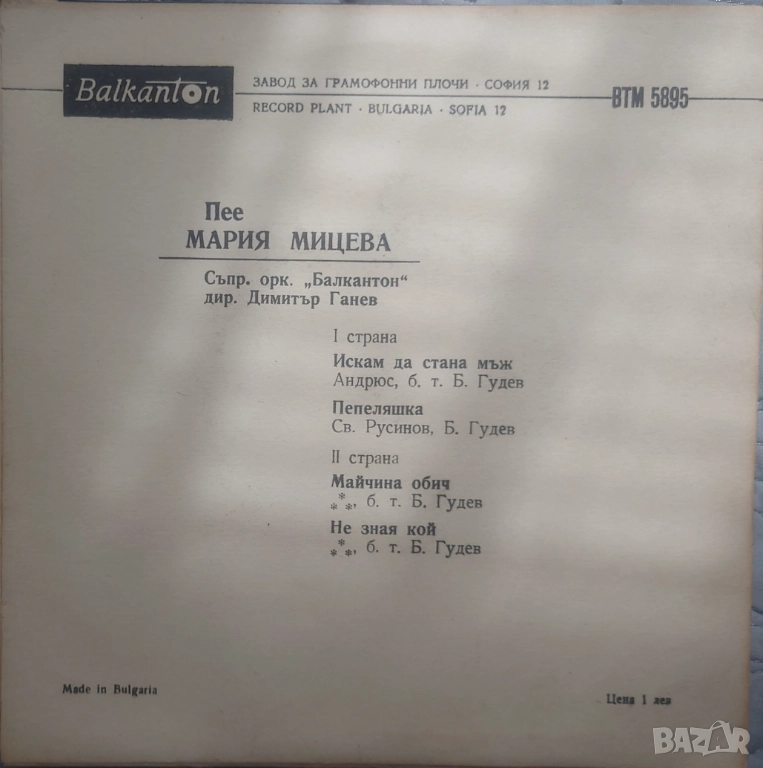 Balkanton
ЗАВОД ЗА ГРАМОФОННИ ПЛОЧИ · СОФИЯ 12
RECORD PLANT · BULGARIA · SOFIA 12
ВТМ 5895
Пее
МАРИЯ МИЦЕВА
Съпр. орк. „Балкантон“
дир. Димитър Ганев
I страна
Искам да стана мъж
Андрюс, б. т. Б. Гудев
Пепеляшка
Св. Русинов, Б. Гудев
II страна
Майчина обич
***, б. т. Б. Гудев
Не зная кой
***, б. т. Б. Гудев
Made in Bulgaria
Цена 1 лев
BAZAR